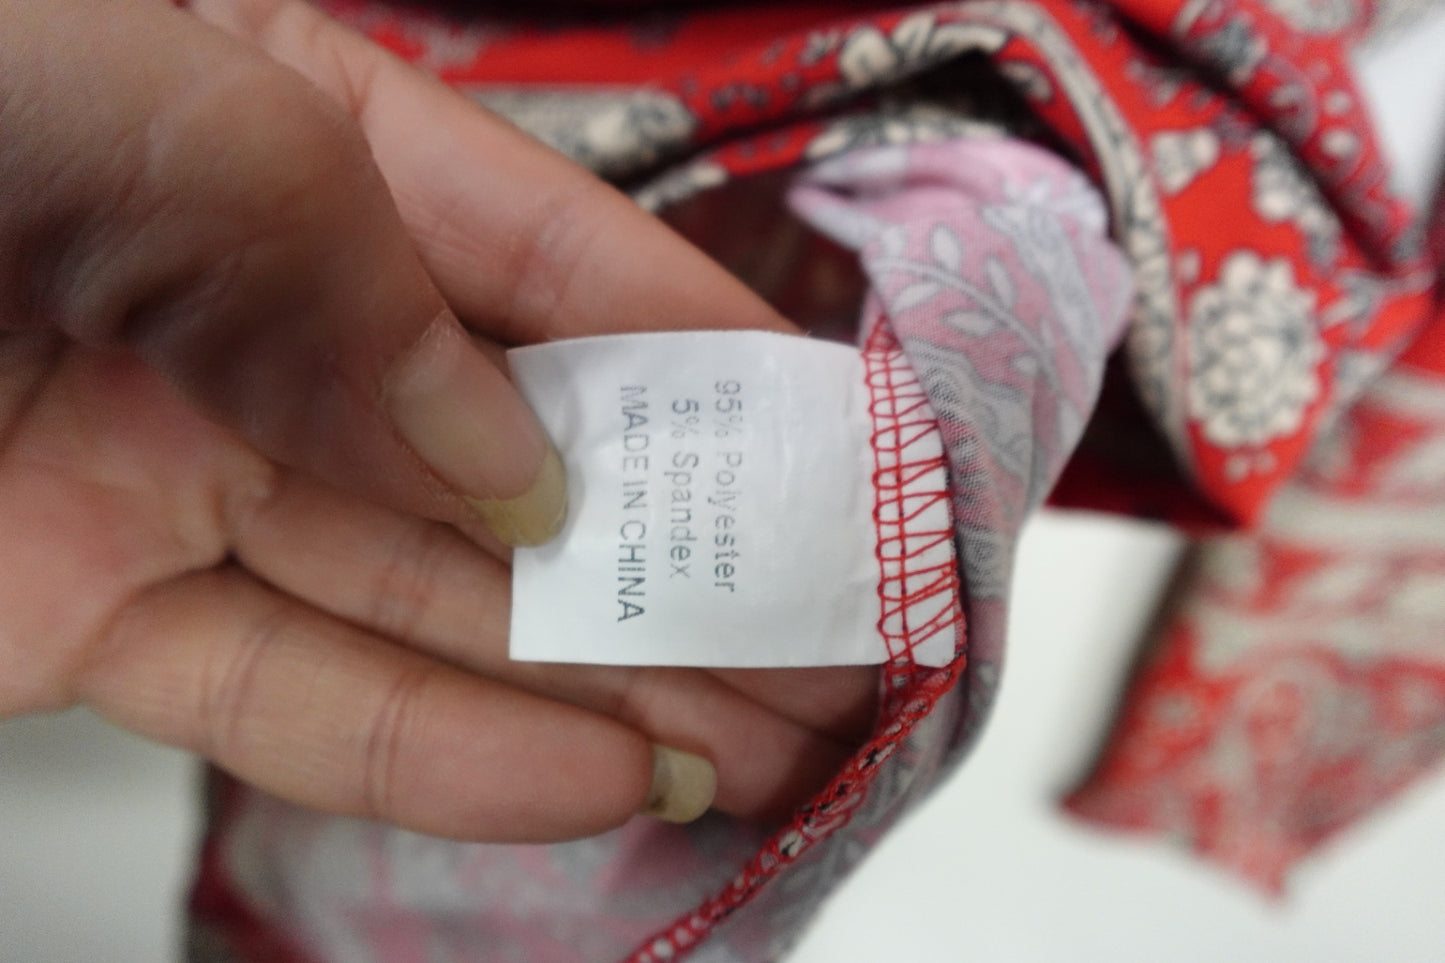 95% Polyester
5% Spandex
MADE IN CHINA